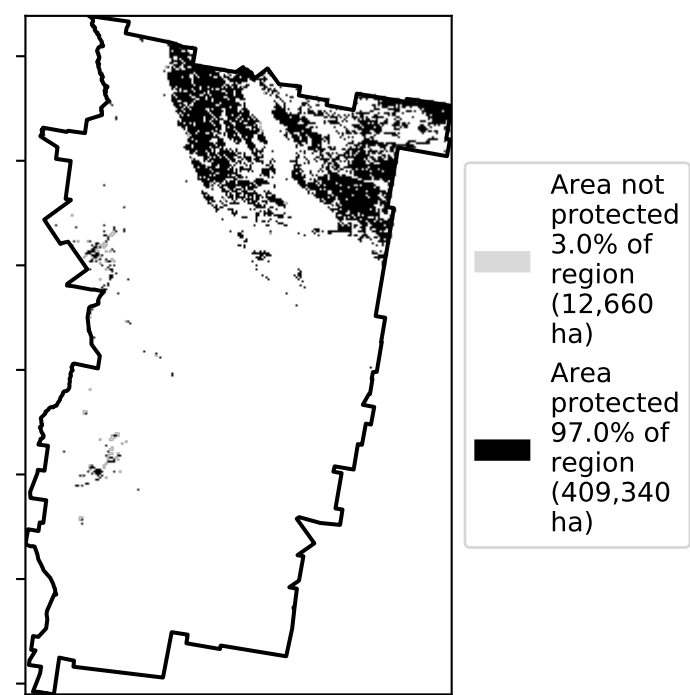 Area not
protected
3.0% of
region
(12,660
ha)
Area
protected
97.0% of
region
(409,340
ha)